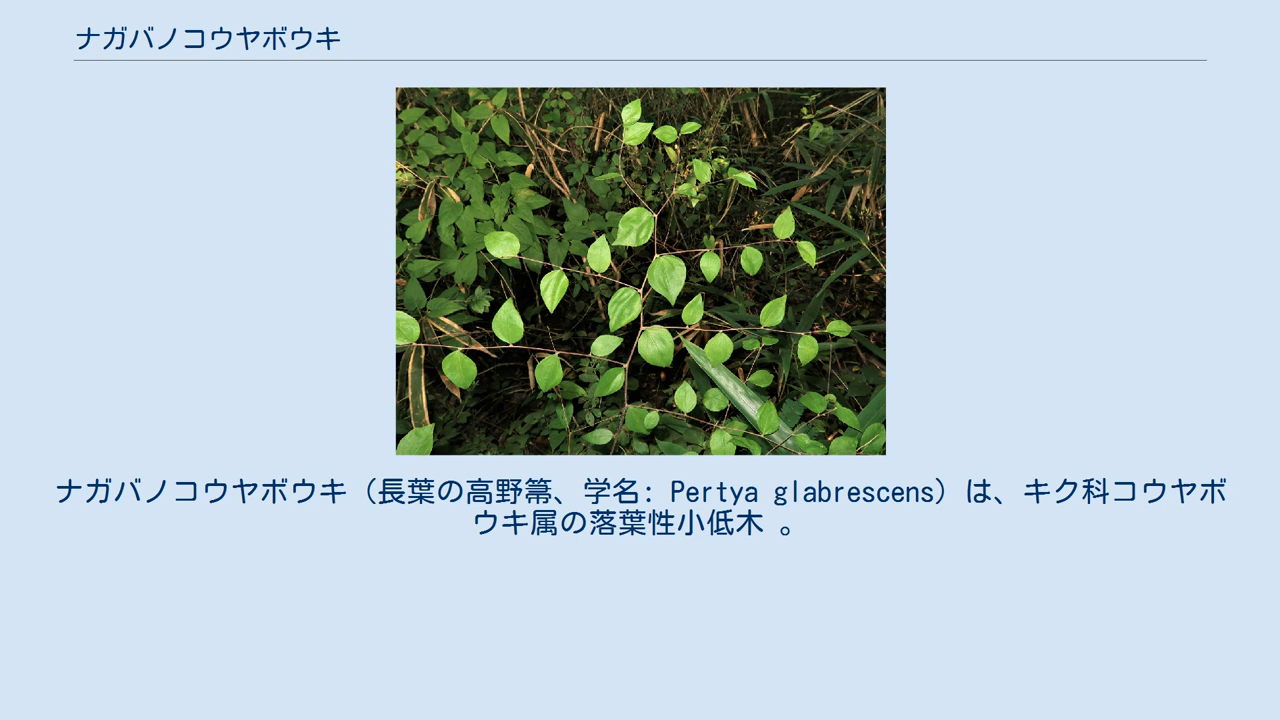 ナガバノコウヤボウキ
ナガバノコウヤボウキ（長葉の高野箒、学名: Pertya glabrescens）は、キク科コウヤボ
ウキ属の落葉性小低木 。